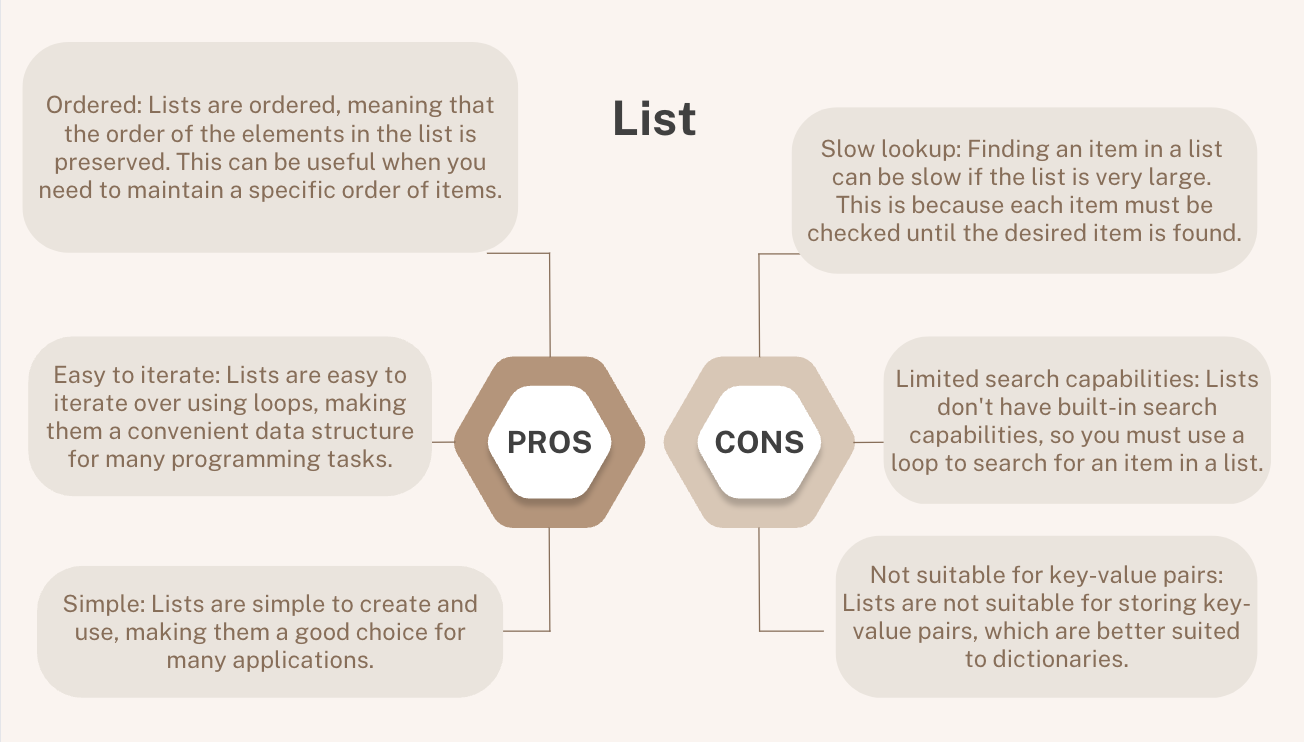 List
Ordered: Lists are ordered, meaning that
the order of the elements in the list is
preserved. This can be useful when you
need to maintain a specific order of items.
Easy to iterate: Lists are easy to
iterate over using loops, making
them a convenient data structure
for many programming tasks.
Simple: Lists are simple to create and
use, making them a good choice for
many applications.
PROS
CONS
Slow lookup: Finding an item in a list
can be slow if the list is very large.
This is because each item must be
checked until the desired item is found.
Limited search capabilities: Lists
don't have built-in search
capabilities, so you must use a
loop to search for an item in a list.
Not suitable for key-value pairs:
Lists are not suitable for storing key-
value pairs, which are better suited
to dictionaries.